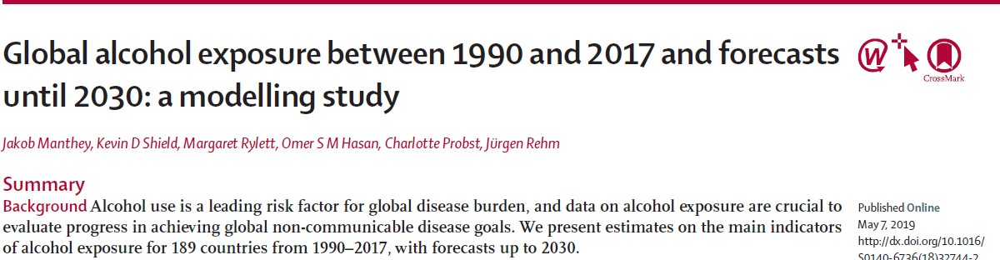 Global alcohol exposure between 1990 and 2017 and forecasts
until 2030: a modelling study
W
CrossMark
Jakob Manthey, Kevin D Shield, Margaret Rylett, Omer S M Hasan, Charlotte Probst, Jürgen Rehm
Summary
Background Alcohol use is a leading risk factor for global disease burden, and data on alcohol exposure are crucial to
evaluate progress in achieving global non-communicable disease goals. We present estimates on the main indicators
of alcohol exposure for 189 countries from 1990–2017, with forecasts up to 2030.
Published Online
May 7, 2019
http://dx.doi.org/10.1016/
S0140-6736(18)32744-2